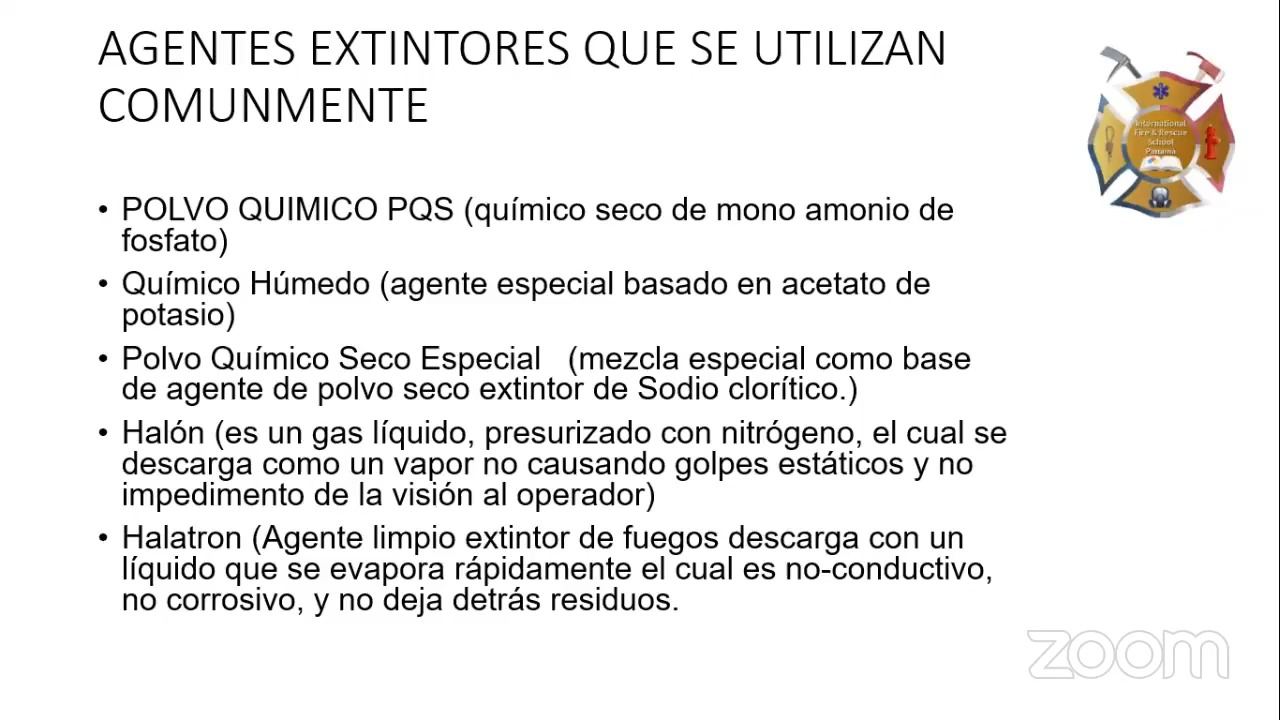 AGENTES EXTINTORES QUE SE UTILIZAN
COMUNMENTE
International
Fire & Rescue
School
Panama
• POLVO QUIMICO PQS (químico seco de mono amonio de
fosfato)
• Químico Húmedo (agente especial basado en acetato de
potasio)
• Polvo Químico Seco Especial (mezcla especial como base
de agente de polvo seco extintor de Sodio clorítico.)
• Halón (es un gas líquido, presurizado con nitrógeno, el cual se
descarga como un vapor no causando golpes estáticos y no
impedimento de la visión al operador)
• Halatron (Agente limpio extintor de fuegos descarga con un
líquido que se evapora rápidamente el cual es no-conductivo,
no corrosivo, y no deja detrás residuos.
zoom